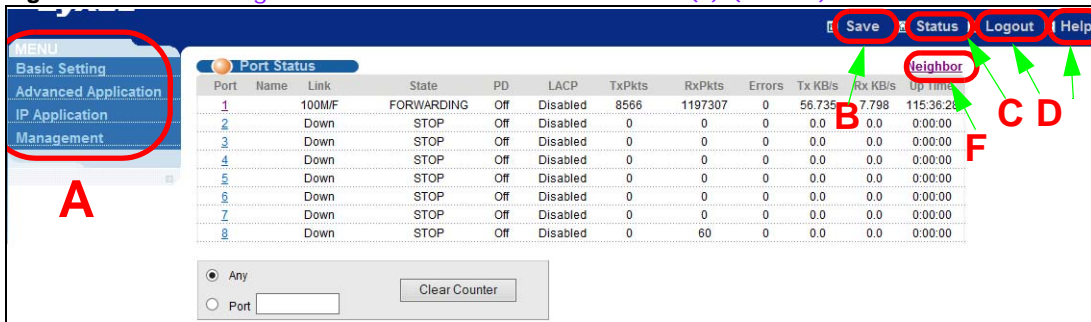 Save Status Logout Help
MENU
Basic Setting
Advanced Application
IP Application
Management
A
Port Status Neighbor
Port Name Link State PD LACP TxPkts RxPkts Errors Tx KB/s Rx KB/s Up Time
1 100M/F FORWARDING Off Disabled 8566 1197307 0 56.735 7.798 115:36:28
2 Down STOP Off Disabled 0 0 0 0.0 0.0 0:00:00
3 Down STOP Off Disabled 0 0 0 0.0 0.0 0:00:00
4 Down STOP Off Disabled 0 0 0 0.0 0.0 0:00:00
5 Down STOP Off Disabled 0 0 0 0.0 0.0 0:00:00
6 Down STOP Off Disabled 0 0 0 0.0 0.0 0:00:00
7 Down STOP Off Disabled 0 0 0 0.0 0.0 0:00:00
8 Down STOP Off Disabled 0 60 0 0.0 0.0 0:00:00
B C D
F
Any
Port
Clear Counter